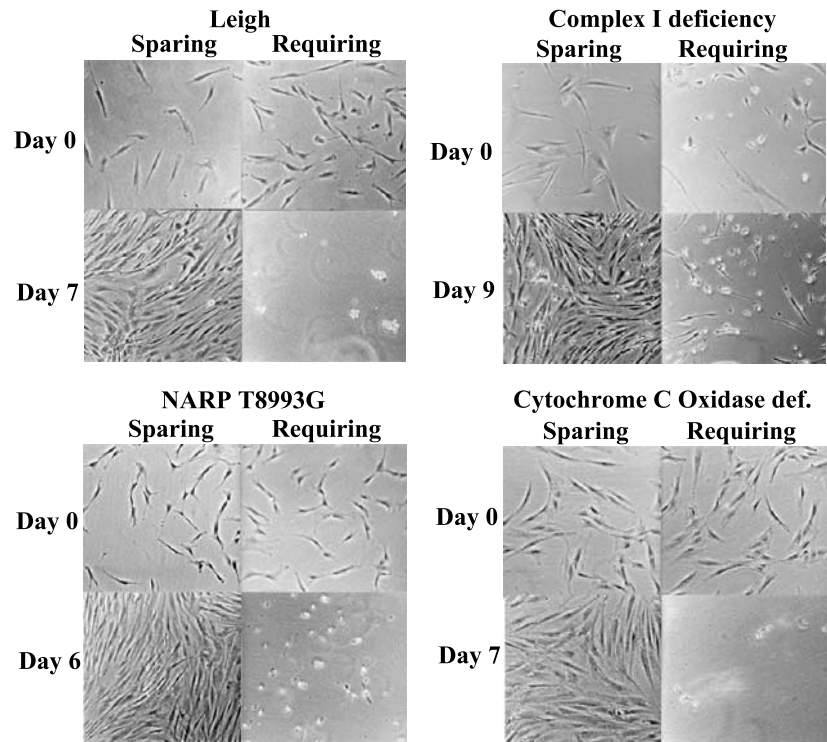 Leigh
Sparing Requiring
Day 0
Day 7
Complex I deficiency
Sparing Requiring
Day 0
Day 9
NARP T8993G
Sparing Requiring
Day 0
Day 6
Cytochrome C Oxidase def.
Sparing Requiring
Day 0
Day 7